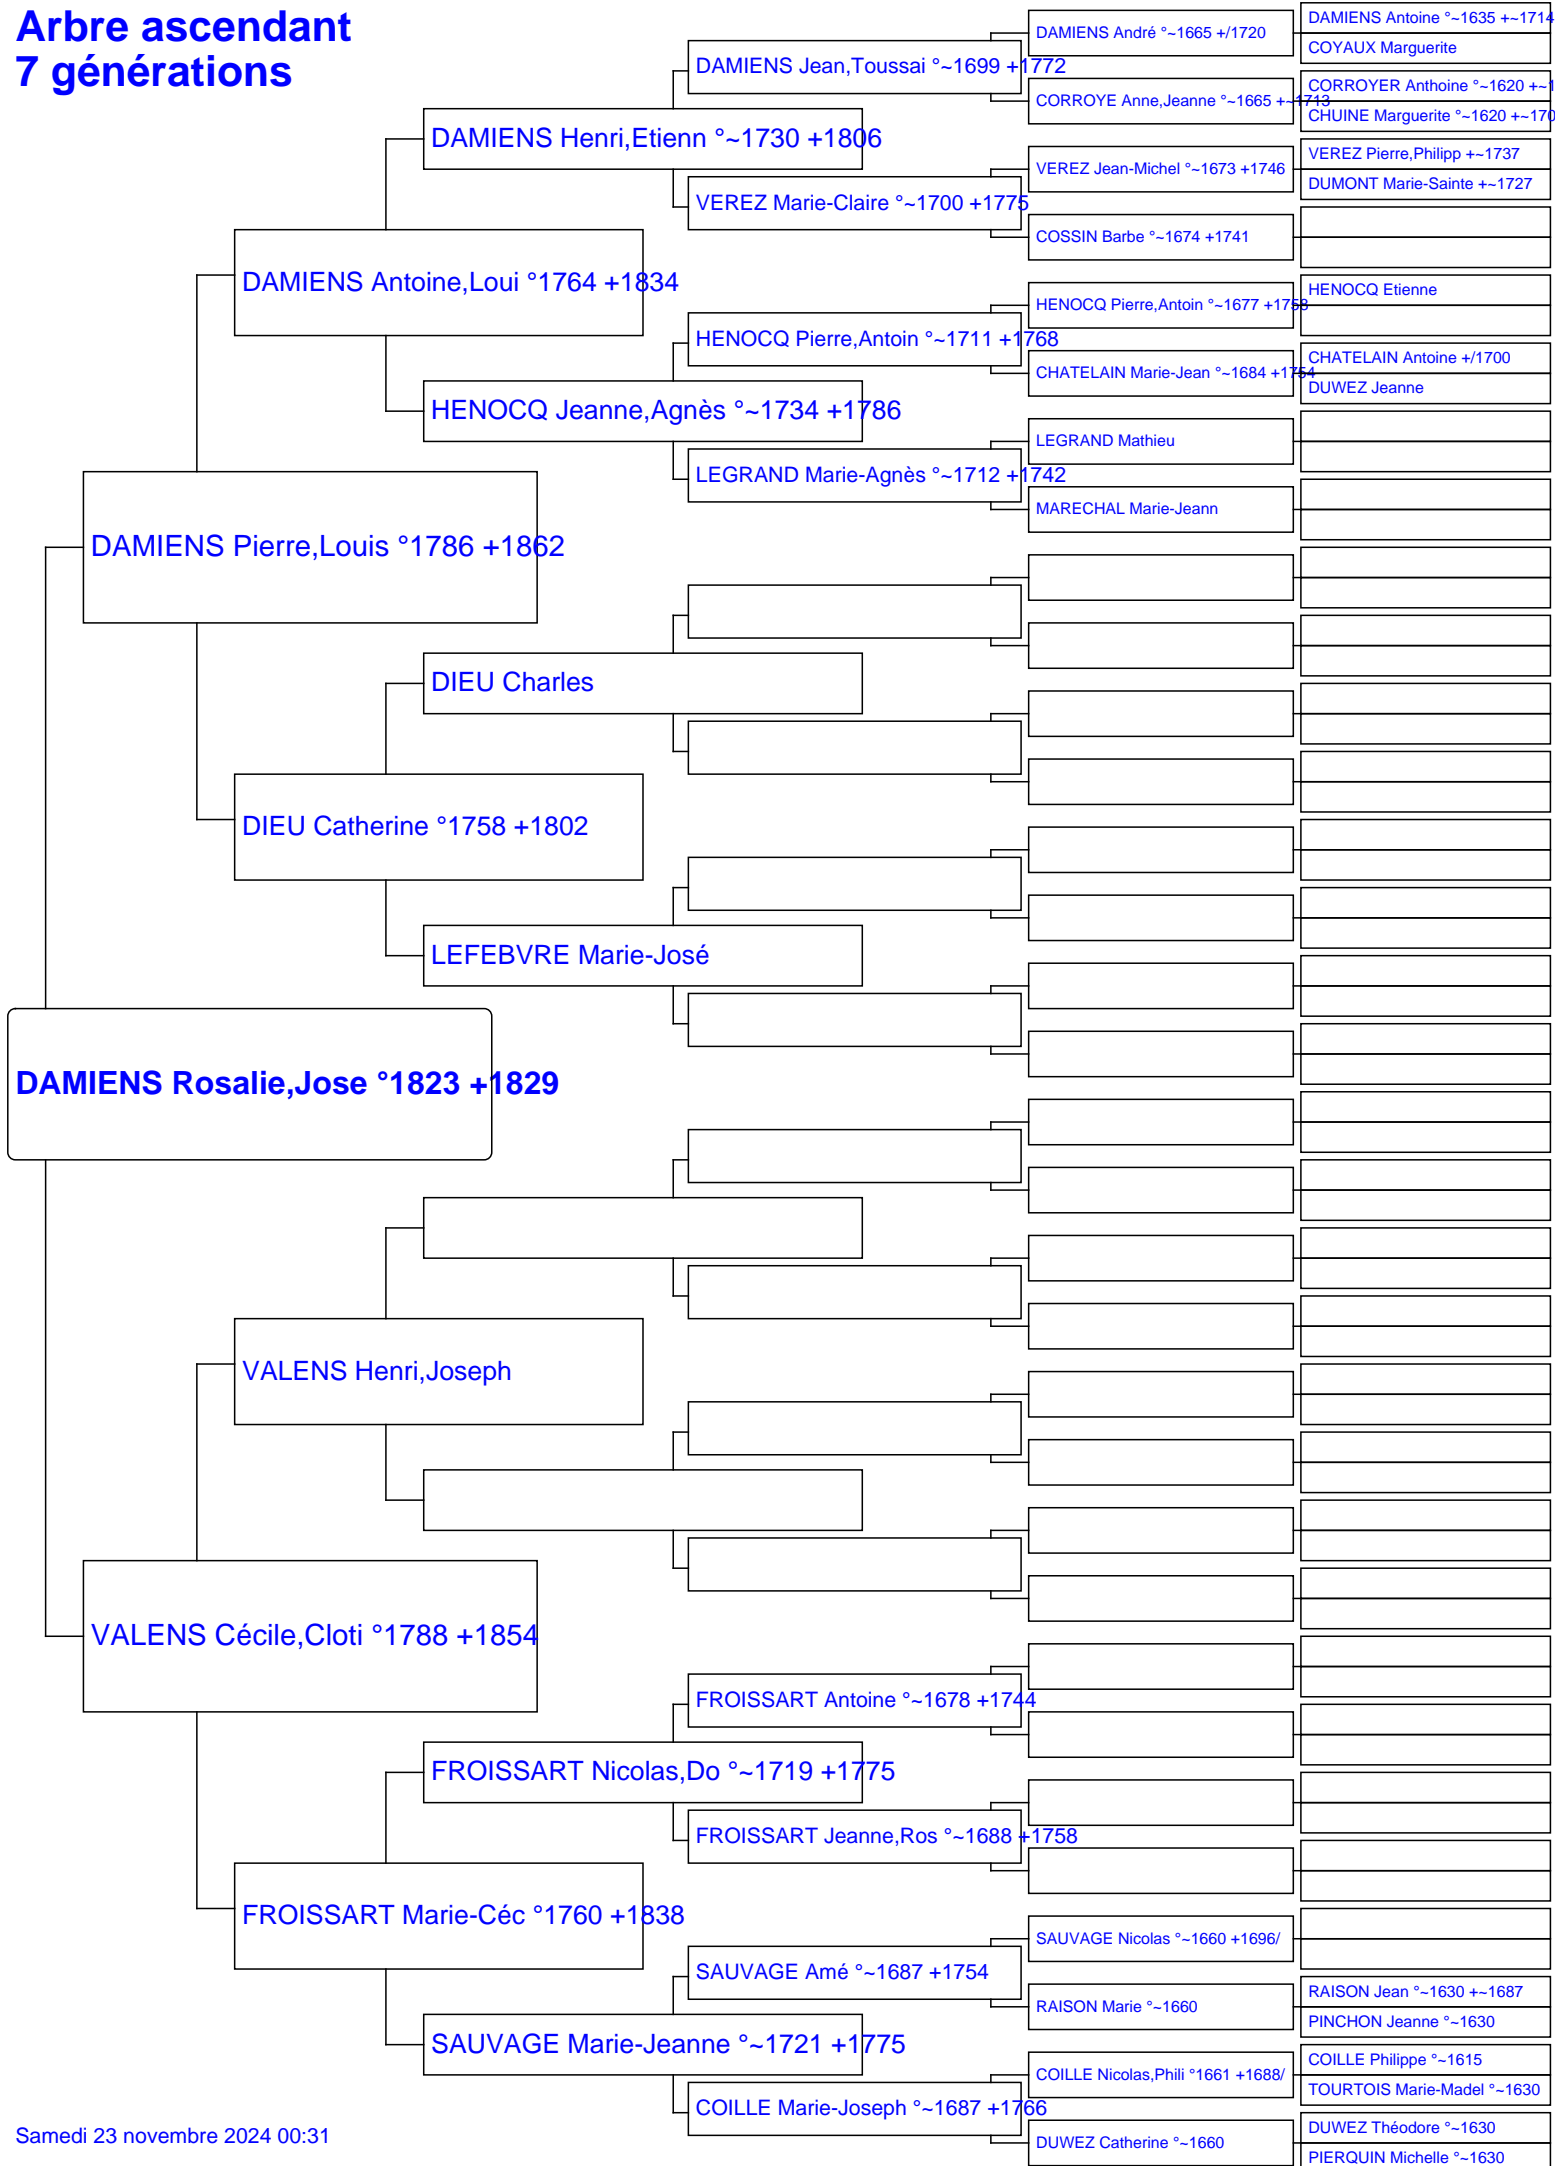 Arbre ascendant
7 générations
DAMIENS Antoine °~1635 +~1714
DAMIENS André °~1665 +/1720
COYAUX Marguerite
DAMIENS Jean,Toussai °~1699 +1772
CORROYER Anthoine °~1620 +~1
CORROYE Anne,Jeanne °~1665 +~1713
CHUINE Marguerite °~1620 +~170
DAMIENS Henri,Etienn °~1730 +1806
VEREZ Pierre,Philipp +~1737
VEREZ Jean-Michel °~1673 +1746
DUMONT Marie-Sainte +~1727
VEREZ Marie-Claire °~1700 +1775
COSSIN Barbe °~1674 +1741
DAMIENS Antoine,Loui °1764 +1834
HENOCQ Etienne
HENOCQ Pierre,Antoin °~1677 +1758
HENOCQ Pierre,Antoin °~1711 +1768
CHATELAIN Antoine +/1700
CHATELAIN Marie-Jean °~1684 +1754
DUWEZ Jeanne
HENOCQ Jeanne,Agnès °~1734 +1786
LEGRAND Mathieu
LEGRAND Marie-Agnès °~1712 +1742
MARECHAL Marie-Jeann
DAMIENS Pierre,Louis °1786 +1862
DIEU Charles
DIEU Catherine °1758 +1802
LEFEBVRE Marie-José
DAMIENS Rosalie,Jose °1823 +1829
VALENS Henri,Joseph
VALENS Cécile,Cloti °1788 +1854
FROISSART Antoine °~1678 +1744
FROISSART Nicolas,Do °~1719 +1775
FROISSART Jeanne,Ros °~1688 +1758
FROISSART Marie-Céc °1760 +1838
SAUVAGE Nicolas °~1660 +1696/
SAUVAGE Amé °~1687 +1754
RAISON Jean °~1630 +~1687
RAISON Marie °~1660
PINCHON Jeanne °~1630
SAUVAGE Marie-Jeanne °~1721 +1775
COILLE Philippe °~1615
COILLE Nicolas,Phili °1661 +1688/
TOURTOIS Marie-Madel °~1630
COILLE Marie-Joseph °~1687 +1766
DUWEZ Théodore °~1630
DUWEZ Catherine °~1660
PIERQUIN Michelle °~1630
Samedi 23 novembre 2024 00:31